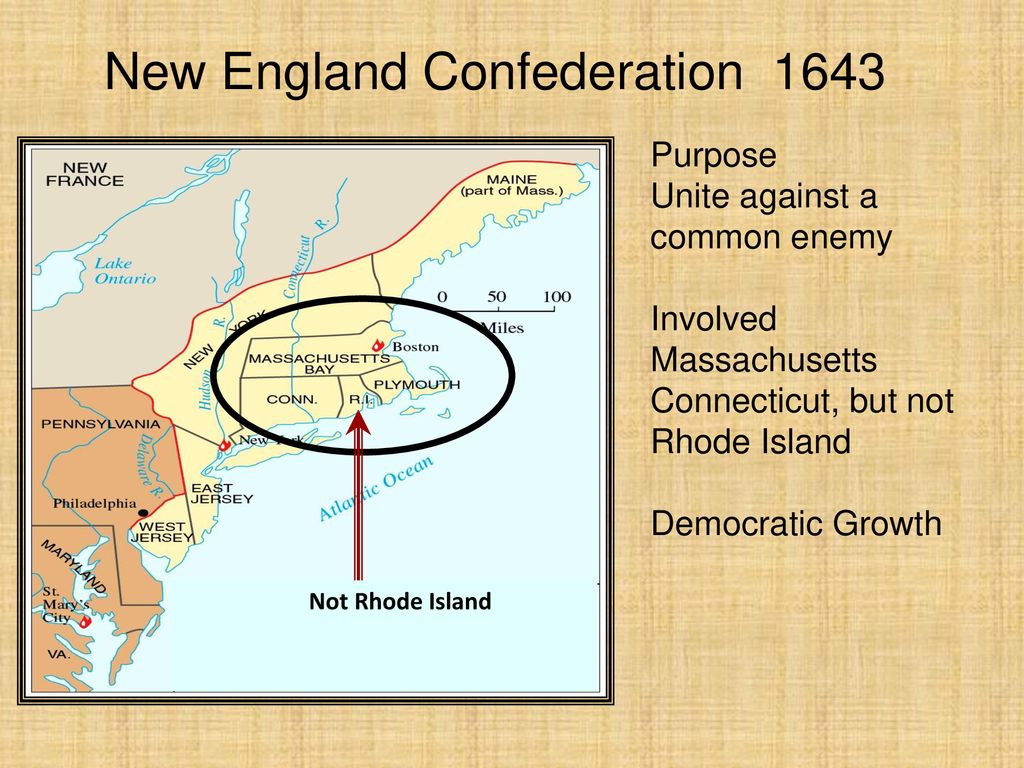 New England Confederation 1643
Purpose
Unite against a
common enemy
Involved
Massachusetts
Connecticut, but not
Rhode Island
Democratic Growth
NEW
FRANCE
MAINE
(part of Mass.)
Lake
Ontario
Connecticut R.
0 50 100
Miles
NEW YORK
Hudson R.
Boston
MASSACHUSETTS
BAY
PLYMOUTH
CONN.
R.I.
PENNSYLVANIA
Delaware R.
New York
Atlantic Ocean
EAST
JERSEY
Philadelphia
WEST
JERSEY
MARYLAND
St.
Mary's
City
VA.
Not Rhode Island